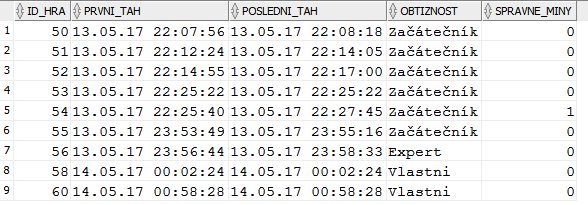 ID_HRA PRVNI_TAH POSLEDNI_TAH OBTIZNOST SPRAVNE_MINY
1 50 13.05.17 22:07:56 13.05.17 22:08:18 Začátečník 0
2 51 13.05.17 22:12:24 13.05.17 22:14:05 Začátečník 0
3 52 13.05.17 22:14:55 13.05.17 22:17:00 Začátečník 0
4 53 13.05.17 22:25:22 13.05.17 22:25:22 Začátečník 0
5 54 13.05.17 22:25:40 13.05.17 22:27:45 Začátečník 1
6 55 13.05.17 23:53:49 13.05.17 23:55:16 Začátečník 0
7 56 13.05.17 23:56:44 13.05.17 23:58:33 Expert 0
8 58 14.05.17 00:02:24 14.05.17 00:02:24 Vlastni 0
9 60 14.05.17 00:58:28 14.05.17 00:58:28 Vlastni 0